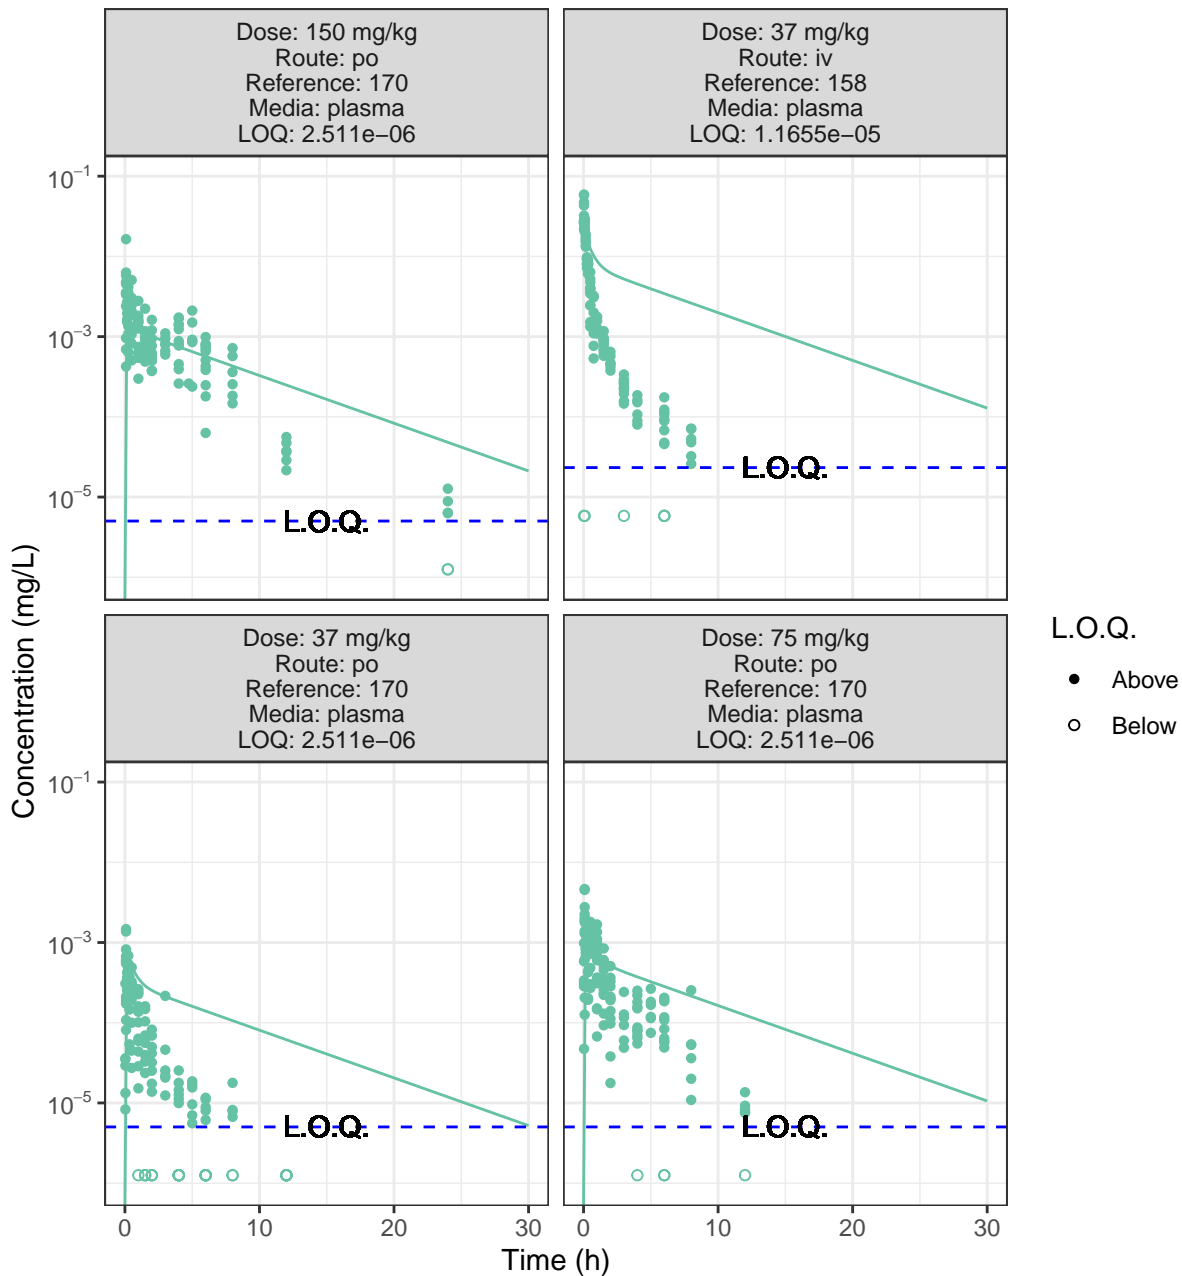 Dose: 150 mg/kg
Route: po
Reference: 170
Media: plasma
LOQ: 2.511e−06
Dose: 37 mg/kg
Route: iv
Reference: 158
Media: plasma
LOQ: 1.1655e−05
10−1
10−3
10−5
L.O.Q.
L.O.Q.
Dose: 37 mg/kg
Route: po
Reference: 170
Media: plasma
LOQ: 2.511e−06
Dose: 75 mg/kg
Route: po
Reference: 170
Media: plasma
LOQ: 2.511e−06
10−1
10−3
10−5
L.O.Q.
L.O.Q.
0 10 20 30
0 10 20 30
Time (h)
Concentration (mg/L)
L.O.Q.
Above
Below